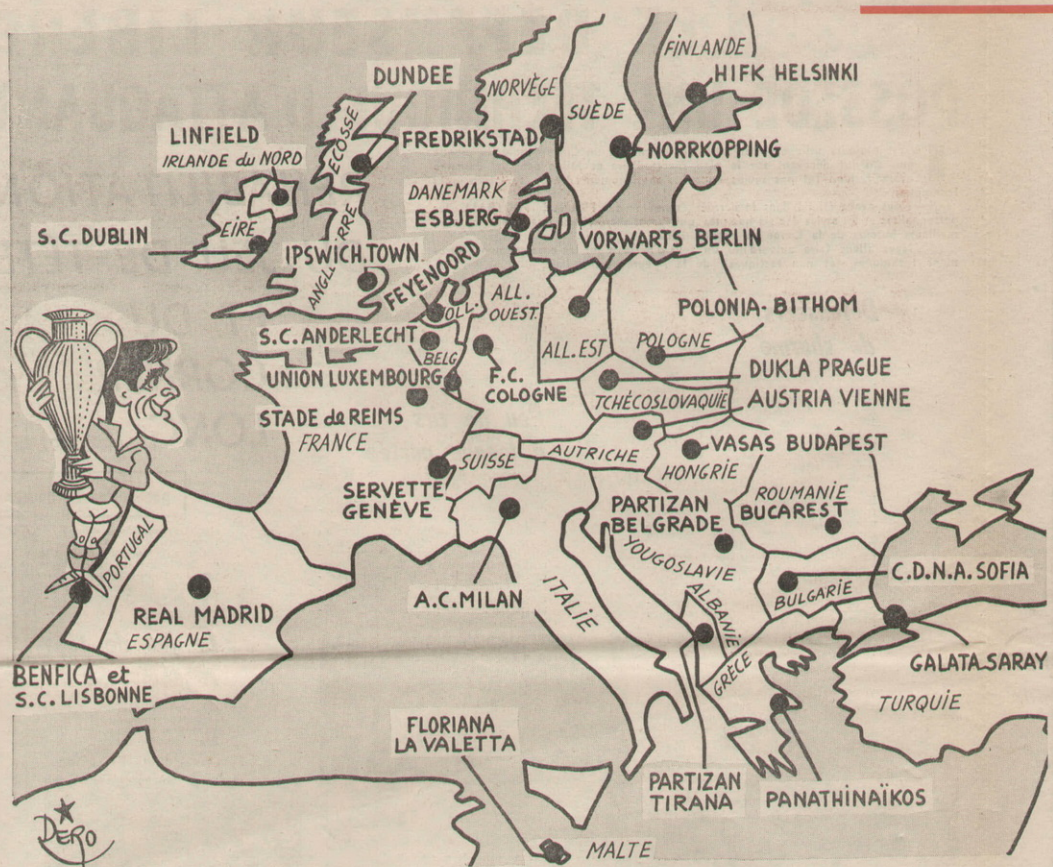 FINLANDE
HIFK HELSINKI
NORVÈGE
SUÈDE
DUNDEE
FREDRIKSTAD
NORRKOPPING
LINFIELD
IRLANDE du NORD
ECOSSE
DANEMARK
ESBJERG
S.C. DUBLIN
EIRE
VORWARTS BERLIN
IPSWICH.TOWN
ANGLETERRE
FEYENOORD
HOLL.
ALL.
OUEST
POLONIA-BITHOM
POLOGNE
S.C. ANDERLECHT
BELG
ALL.EST
UNION LUXEMBOURG
F.C.
COLOGNE
DUKLA PRAGUE
TCHÉCOSLOVAQUIE
AUSTRIA VIENNE
STADE de REIMS
FRANCE
SUISSE
AUTRICHE
VASAS BUDAPEST
HONGRIE
SERVETTE
GENÈVE
ROUMANIE
BUCAREST
PARTIZAN
BELGRADE
YOUGOSLAVIE
C.D.N.A. SOFIA
BULGARIE
PORTUGAL
A.C. MILAN
ITALIE
ALBANIE
REAL MADRID
ESPAGNE
GRÈCE
GALATA.SARAY
TURQUIE
BENFICA et
S.C. LISBONNE
FLORIANA
LA VALETTA
PARTIZAN
TIRANA
PANATHINAÏKOS
MALTE
DERO